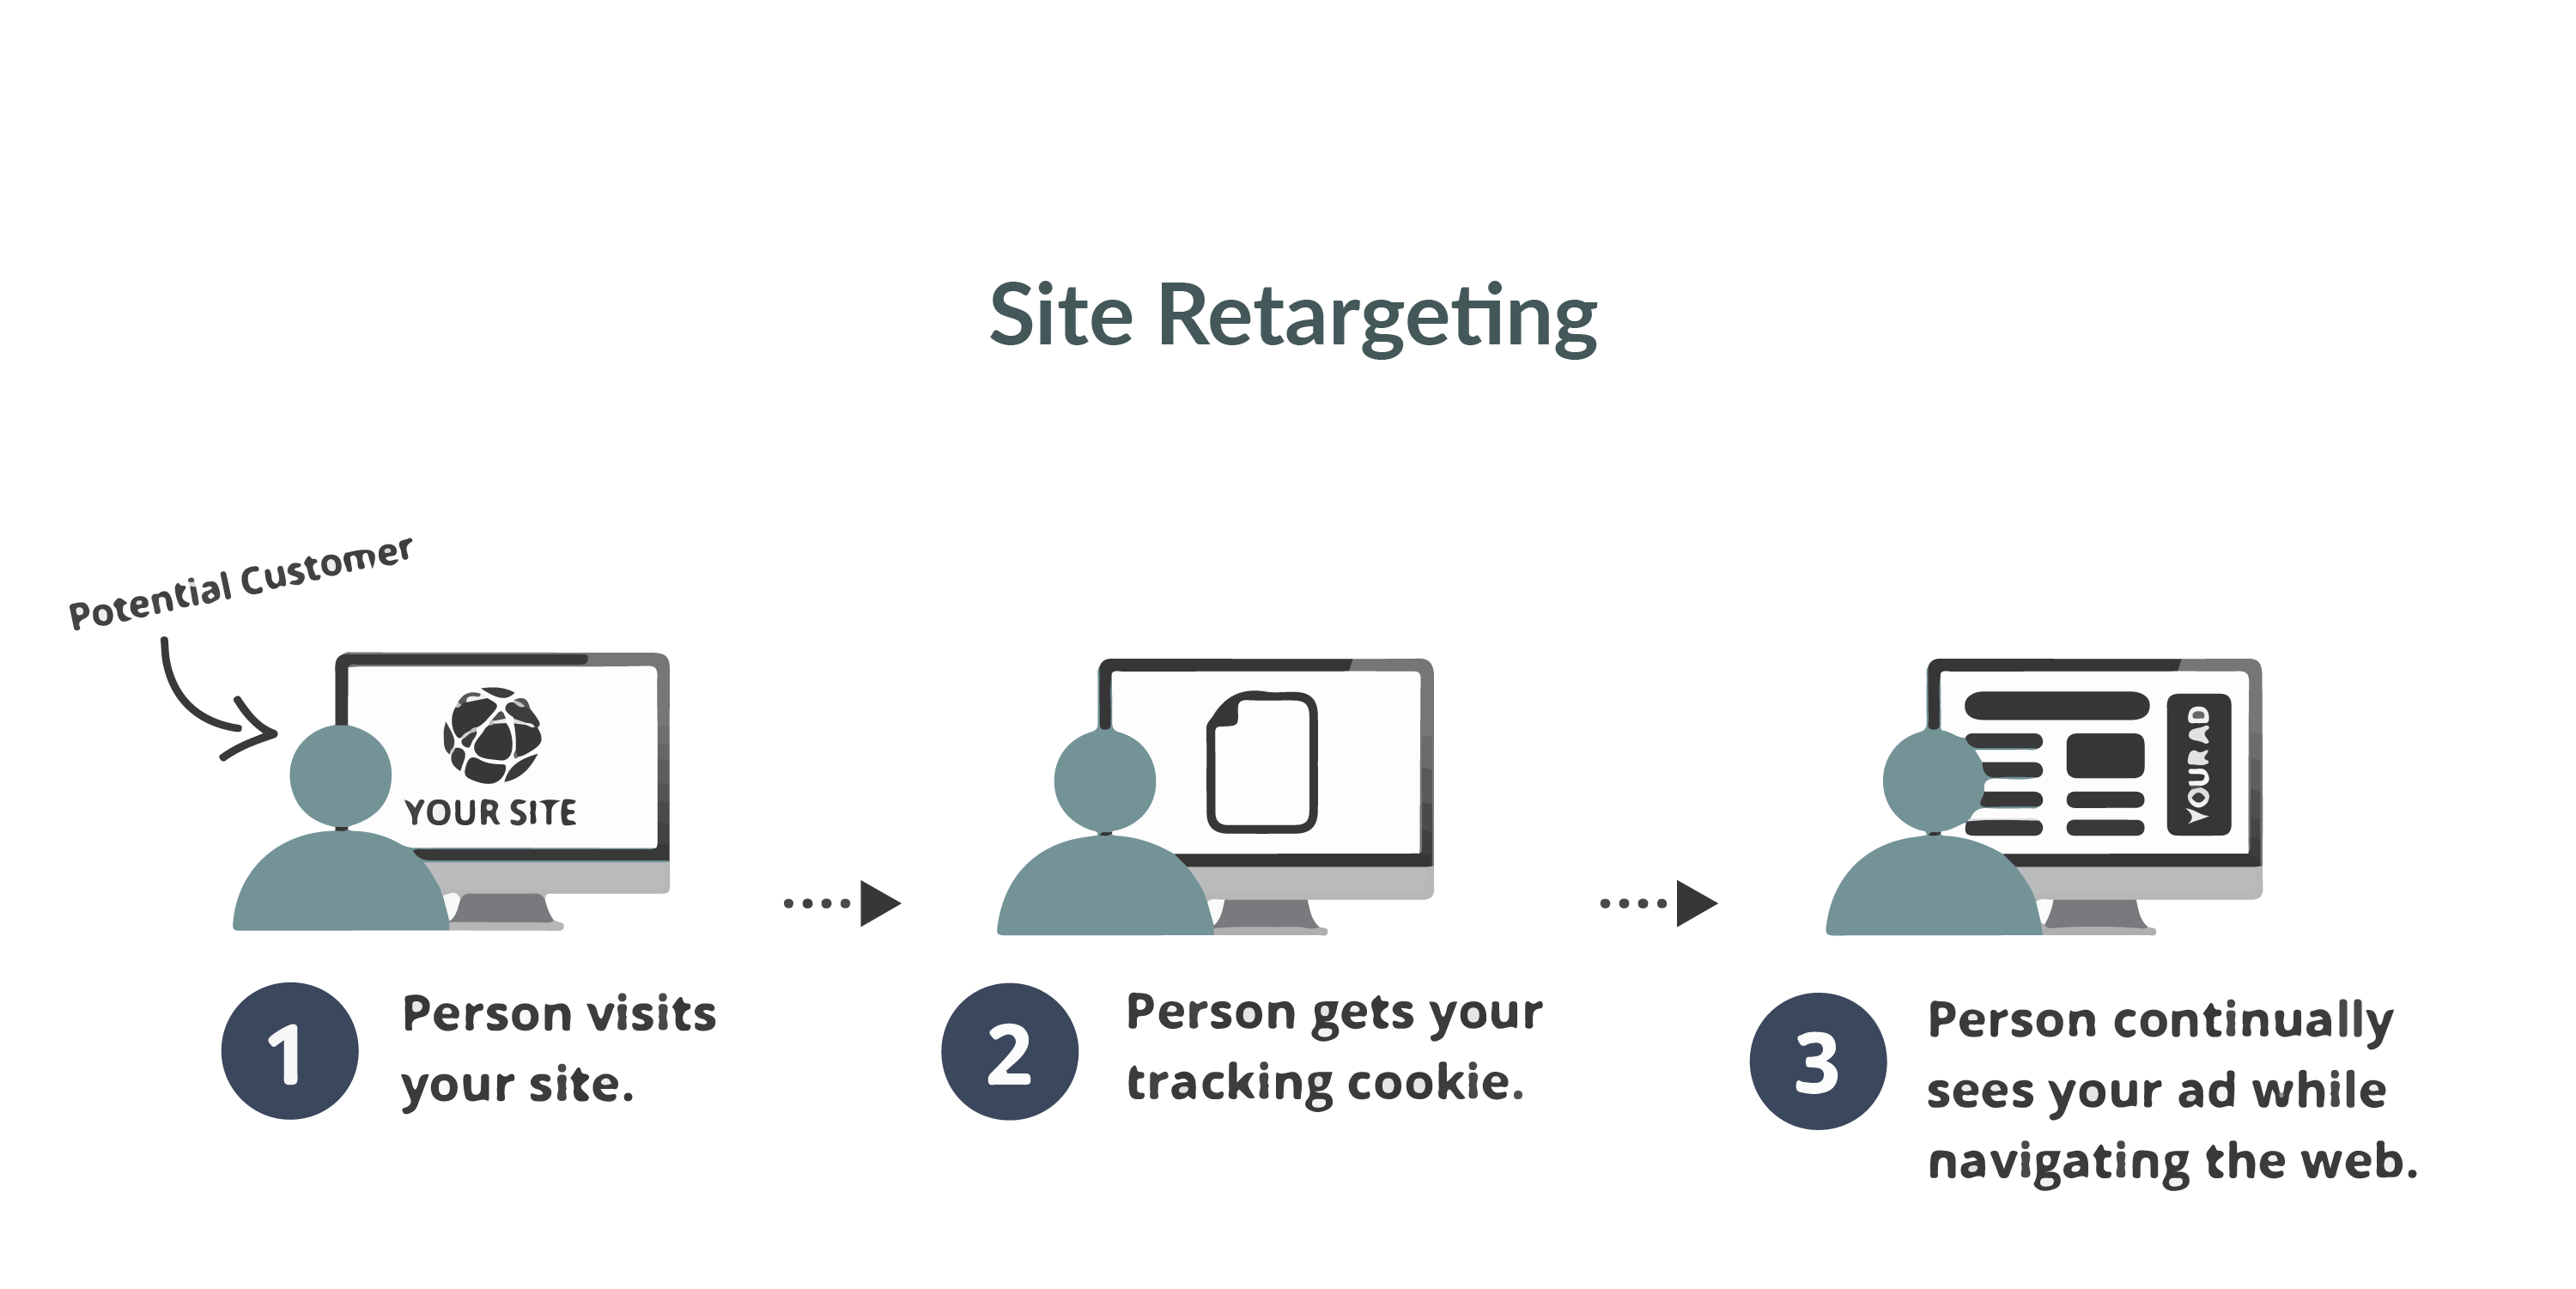 Site Retargeting
Potential Customer
YOUR SITE
YOUR AD
1
Person visits
your site.
2
Person gets your
tracking cookie.
3
Person continually
sees your ad while
navigating the web.